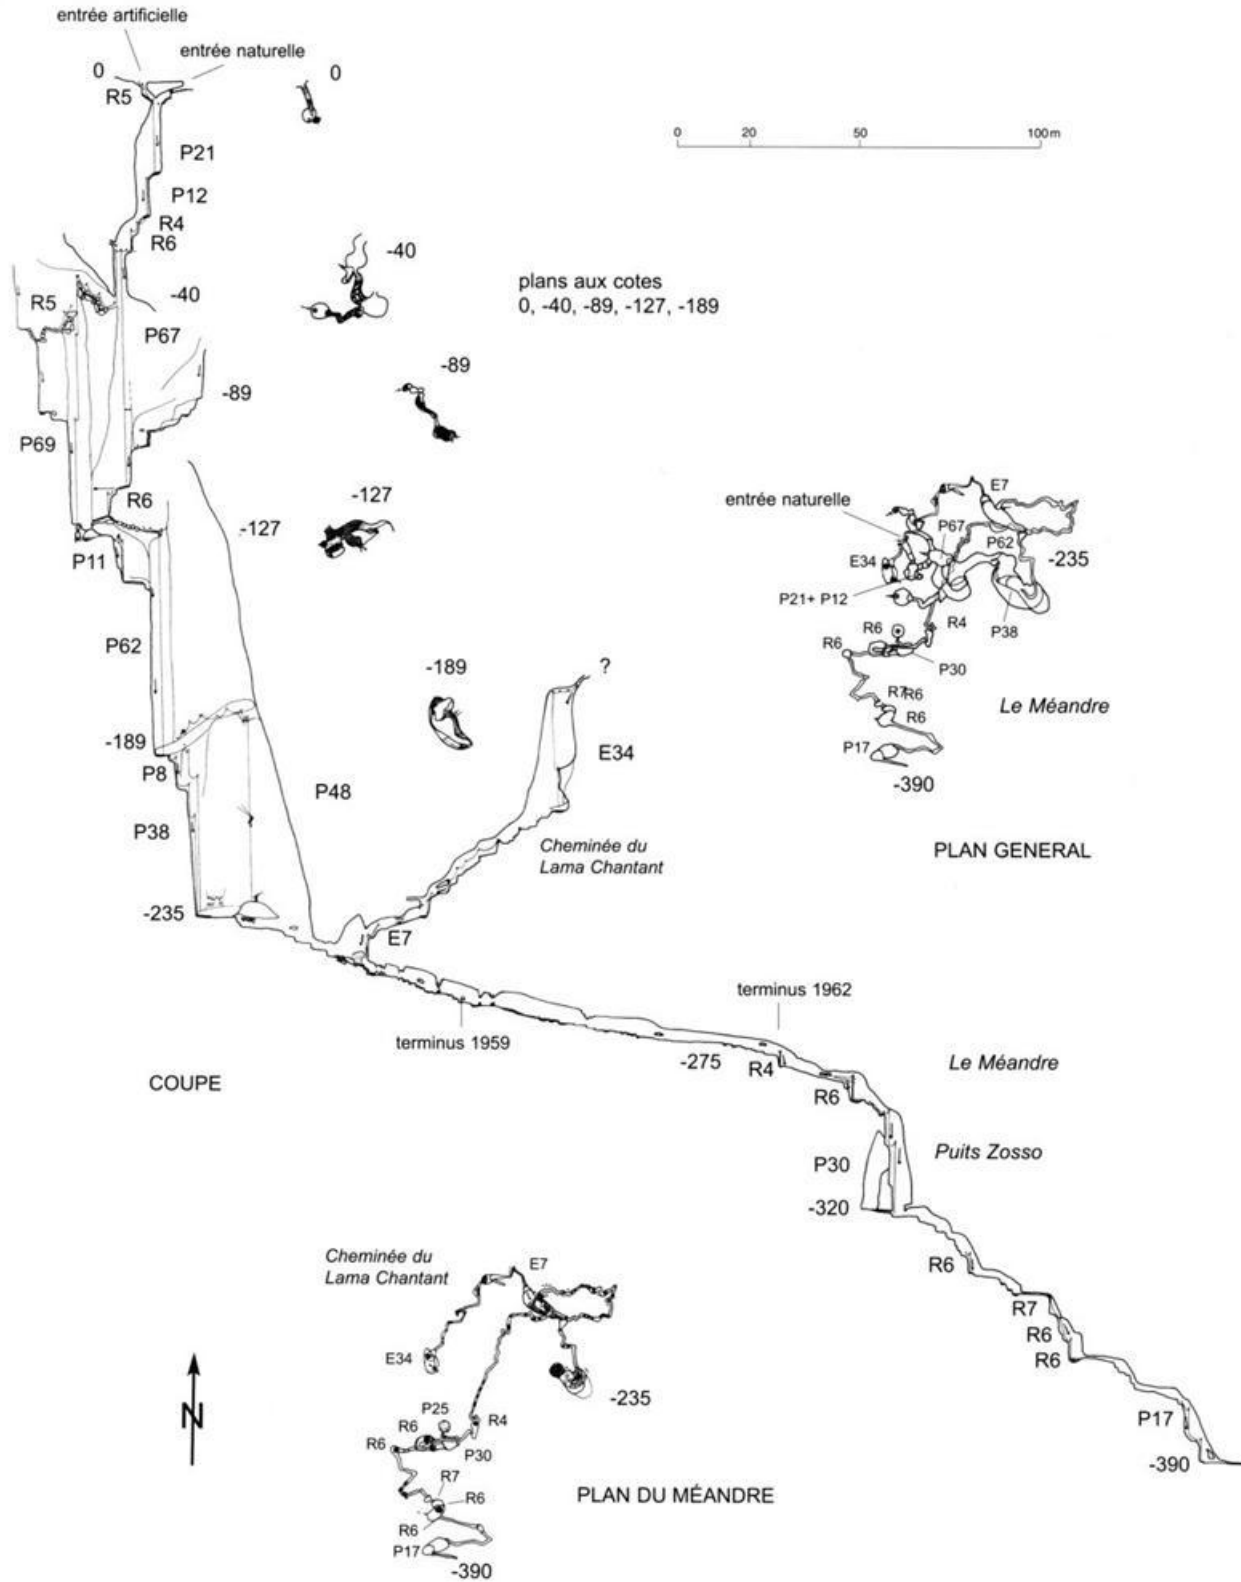 entrée artificielle
entrée naturelle
0
0
R5
P21
P12
R4
R6
-40
-40
R5
P67
plans aux cotes
0, -40, -89, -127, -189
0 20 50 100m
-89
-89
P69
R6
-127
-127
P11
P62
-189
-189
P8
P38
P48
?
E34
Cheminée du
Lama Chantant
-235
E7
terminus 1959
terminus 1962
-275
R4
R6
Le Méandre
P30
Puits Zosso
-320
R6
R7
R6
R6
P17
-390
COUPE
entrée naturelle
E7
P67
P62
-235
E34
P21+ P12
R4
P38
R6
R6
P30
R7
R6
R6
Le Méandre
P17
-390
PLAN GENERAL
Cheminée du
Lama Chantant
E7
E34
-235
P25
R6
R4
R6
P30
R7
R6
R6
P17
-390
N
PLAN DU MÉANDRE